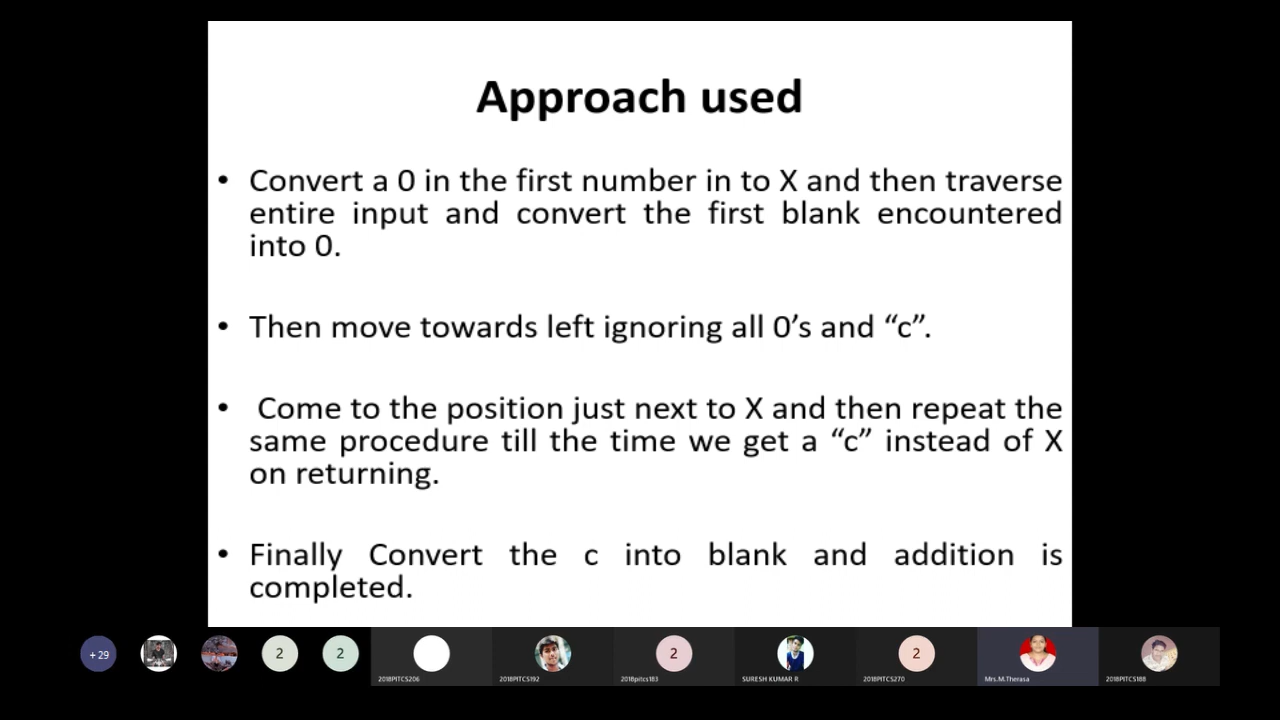 Approach used
• Convert a 0 in the first number in to X and then traverse
entire input and convert the first blank encountered
into 0.
• Then move towards left ignoring all 0’s and “c”.
• Come to the position just next to X and then repeat the
same procedure till the time we get a “c” instead of X
on returning.
• Finally Convert the c into blank and addition is
completed.
+ 29
2
2
2
2
2018PITCS206
2018PITCS192
2018pitcs183
SURESH KUMAR R
2018PITCS270
Mrs.M.Therasa
2018PITCS188